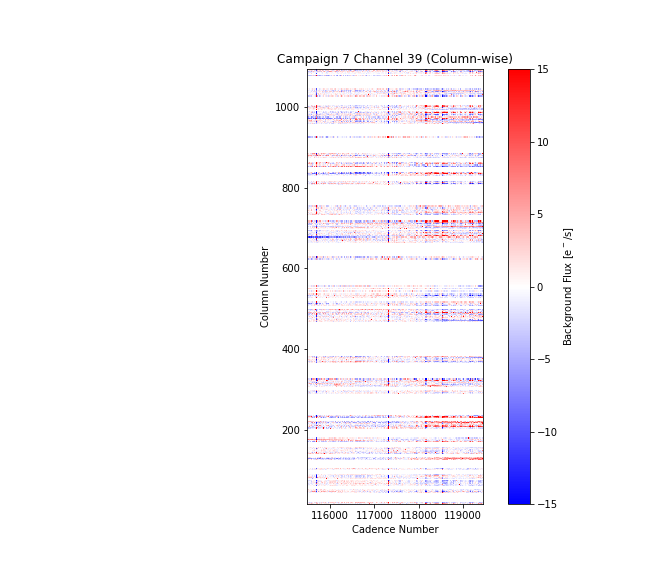 Campaign 7 Channel 39 (Column-wise)
1000
800
600
400
200
Column Number
116000 117000 118000 119000
Cadence Number
15
10
5
0
−5
−10
−15
Background Flux [e⁻/s]